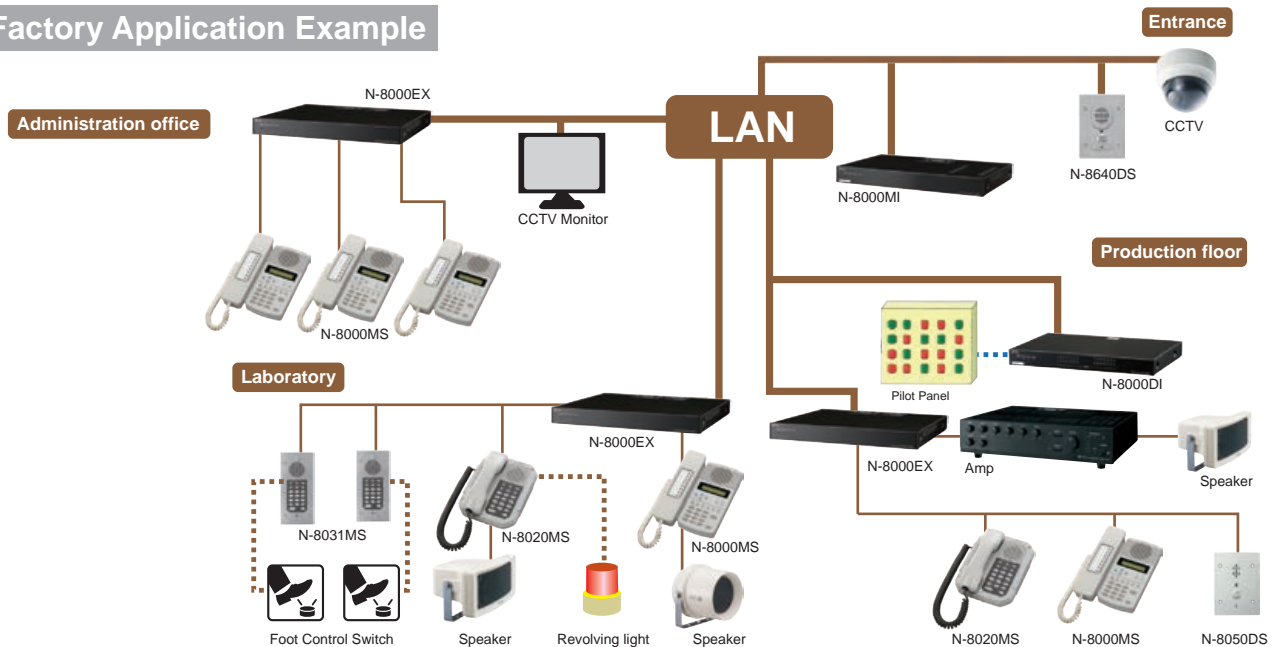 Factory Application Example
Entrance
N-8000EX
Administration office
LAN
CCTV
N-8640DS
N-8000MI
CCTV Monitor
Production floor
N-8000MS
Laboratory
Pilot Panel
N-8000DI
N-8000EX
N-8000EX
Amp
Speaker
N-8031MS
N-8020MS
N-8000MS
Foot Control Switch
Speaker
Revolving light
Speaker
N-8020MS
N-8000MS
N-8050DS